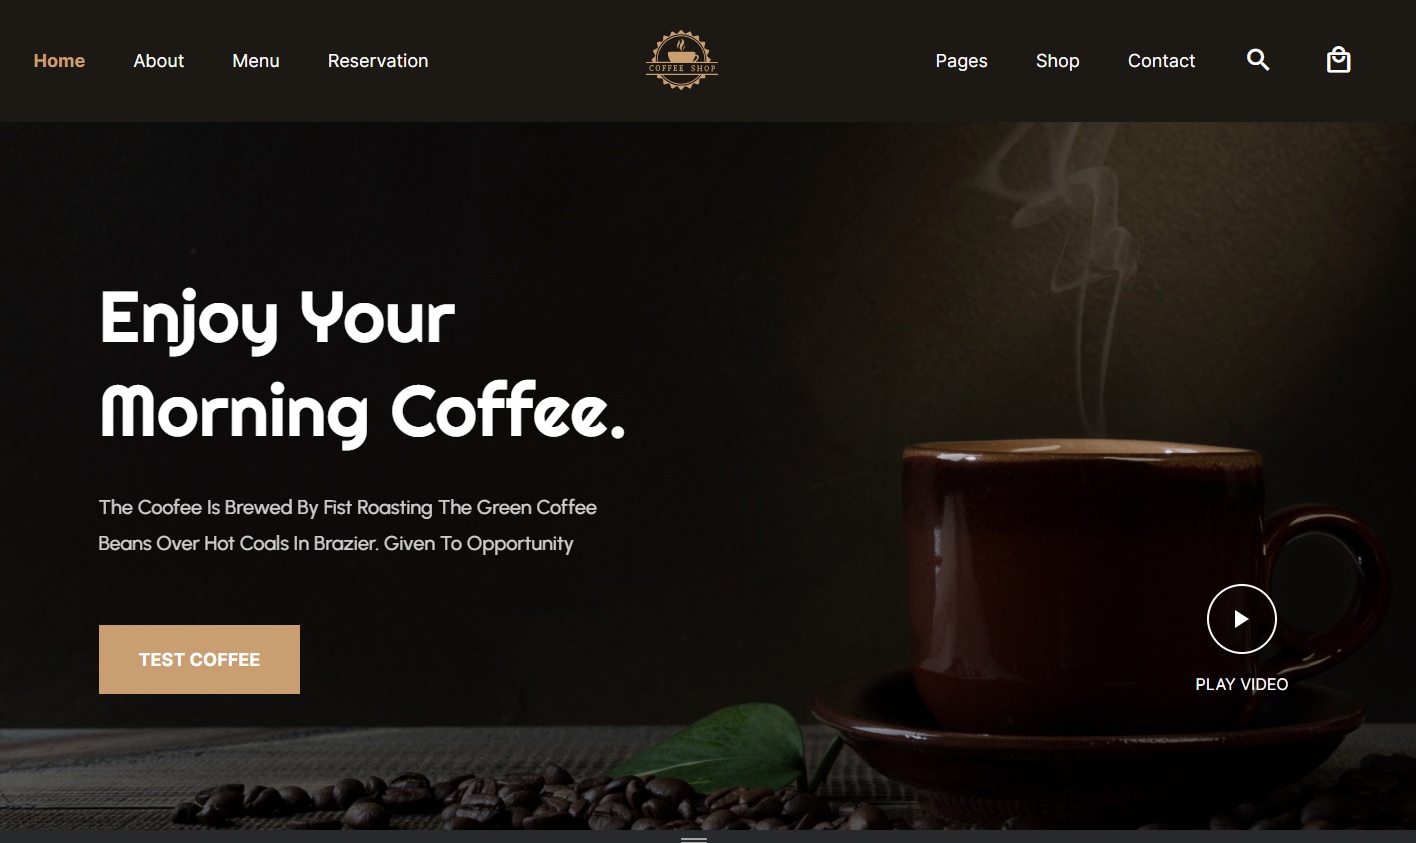 Home About Menu Reservation COFFEE SHOP Pages Shop Contact
Enjoy Your
Morning Coffee.
The Coofee Is Brewed By Fist Roasting The Green Coffee
Beans Over Hot Coals In Brazier. Given To Opportunity
TEST COFFEE
PLAY VIDEO